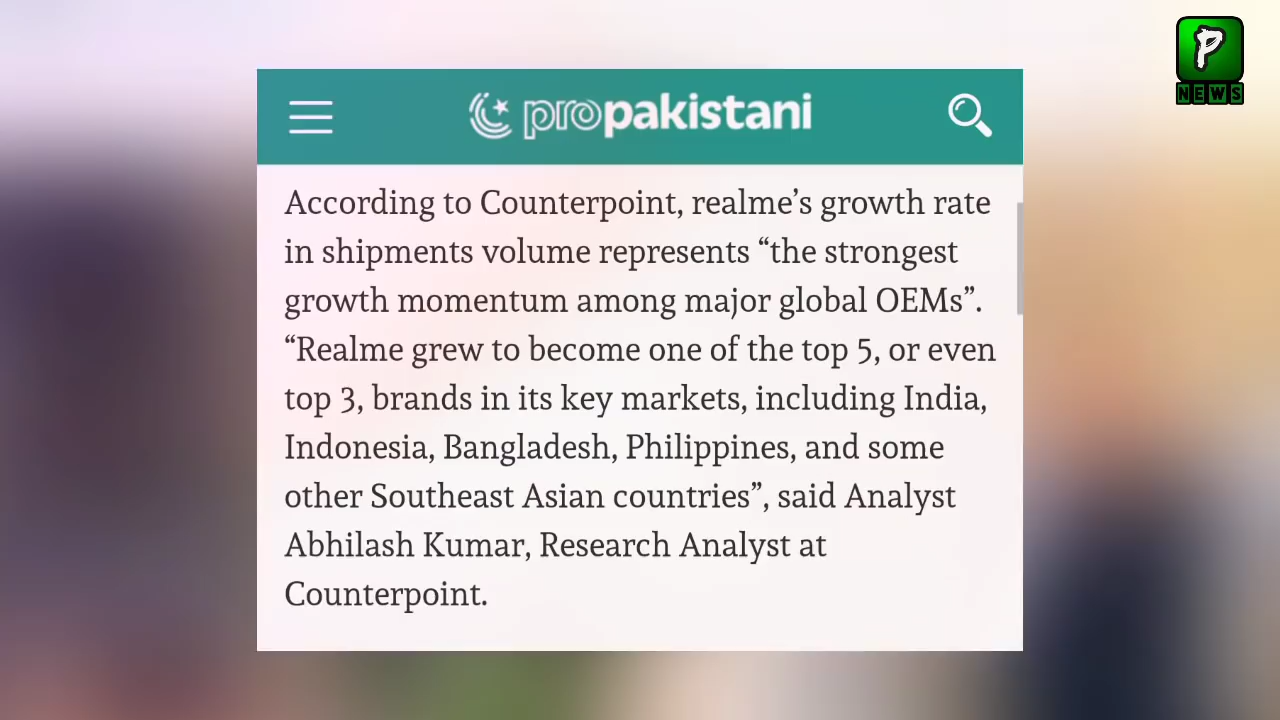 P
NEWS
propakistani
According to Counterpoint, realme’s growth rate
in shipments volume represents “the strongest
growth momentum among major global OEMs”.
“Realme grew to become one of the top 5, or even
top 3, brands in its key markets, including India,
Indonesia, Bangladesh, Philippines, and some
other Southeast Asian countries”, said Analyst
Abhilash Kumar, Research Analyst at
Counterpoint.